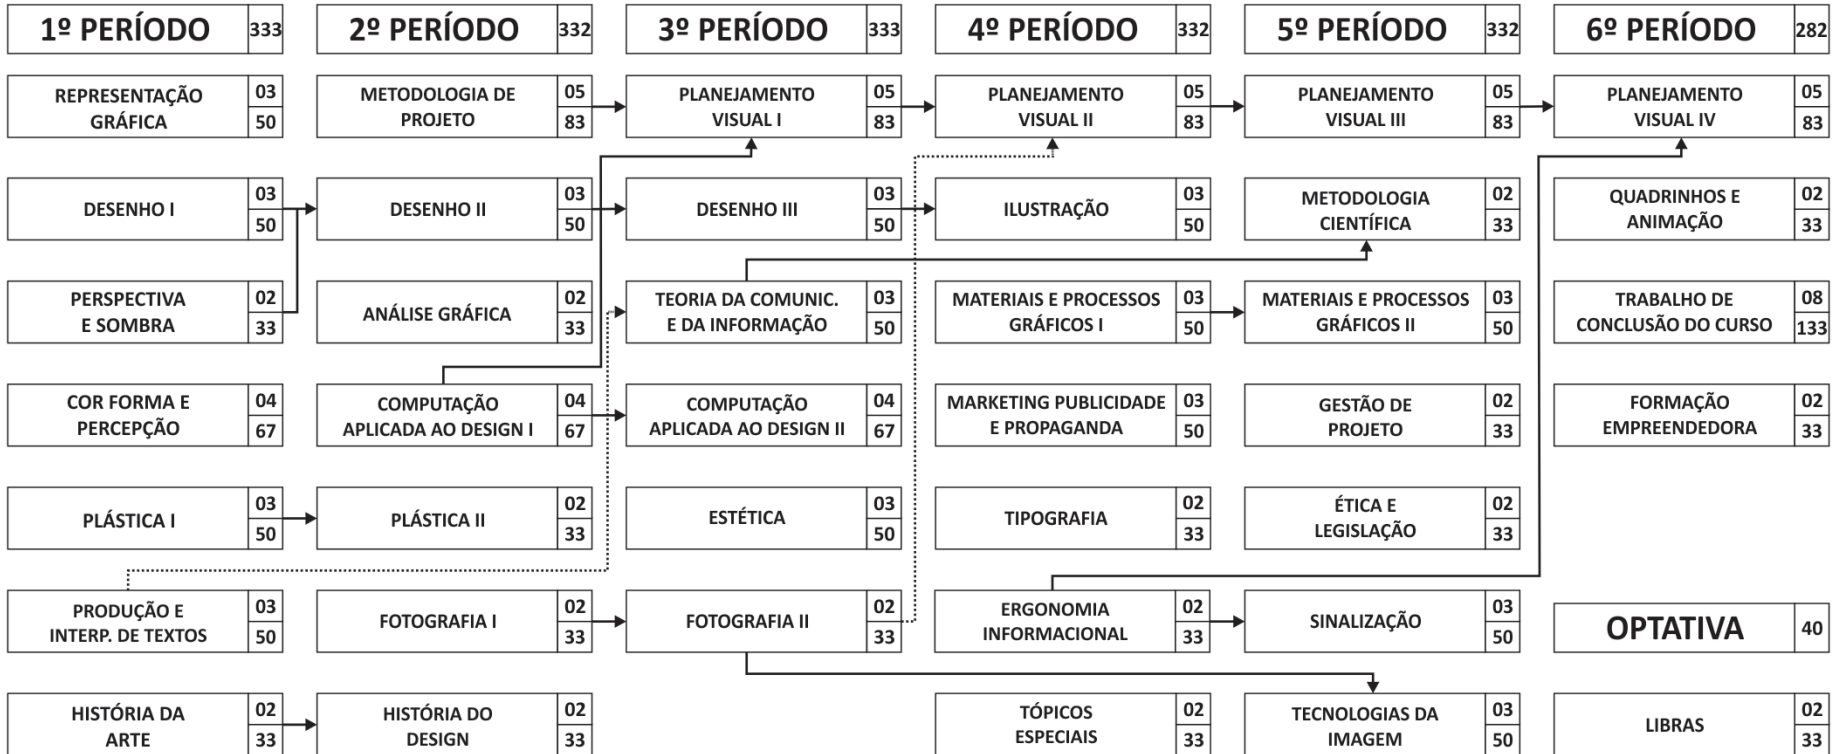 1º PERÍODO 333
2º PERÍODO 332
3º PERÍODO 333
4º PERÍODO 332
5º PERÍODO 332
6º PERÍODO 282
REPRESENTAÇÃO
GRÁFICA
03
50
METODOLOGIA DE
PROJETO
05
83
PLANEJAMENTO
VISUAL I
05
83
PLANEJAMENTO
VISUAL II
05
83
PLANEJAMENTO
VISUAL III
05
83
PLANEJAMENTO
VISUAL IV
05
83
DESENHO I
03
50
DESENHO II
03
50
DESENHO III
03
50
ILUSTRAÇÃO
03
50
METODOLOGIA
CIENTÍFICA
02
33
QUADRINHOS E
ANIMAÇÃO
02
33
PERSPECTIVA
E SOMBRA
02
33
ANÁLISE GRÁFICA
02
33
TEORIA DA COMUNIC.
E DA INFORMAÇÃO
03
50
MATERIAIS E PROCESSOS
GRÁFICOS I
03
50
MATERIAIS E PROCESSOS
GRÁFICOS II
03
50
TRABALHO DE
CONCLUSÃO DO CURSO
08
133
COR FORMA E
PERCEPÇÃO
04
67
COMPUTAÇÃO
APLICADA AO DESIGN I
04
67
COMPUTAÇÃO
APLICADA AO DESIGN II
04
67
MARKETING PUBLICIDADE
E PROPAGANDA
03
50
GESTÃO DE
PROJETO
02
33
FORMAÇÃO
EMPREENDEDORA
02
33
PLÁSTICA I
03
50
PLÁSTICA II
02
33
ESTÉTICA
03
50
TIPOGRAFIA
02
33
ÉTICA E
LEGISLAÇÃO
02
33
PRODUÇÃO E
INTERP. DE TEXTOS
03
50
FOTOGRAFIA I
02
33
FOTOGRAFIA II
02
33
ERGONOMIA
INFORMACIONAL
02
33
SINALIZAÇÃO
03
50
OPTATIVA 40
HISTÓRIA DA
ARTE
02
33
HISTÓRIA DO
DESIGN
02
33
TÓPICOS
ESPECIAIS
02
33
TECNOLOGIAS DA
IMAGEM
03
50
LIBRAS
02
33